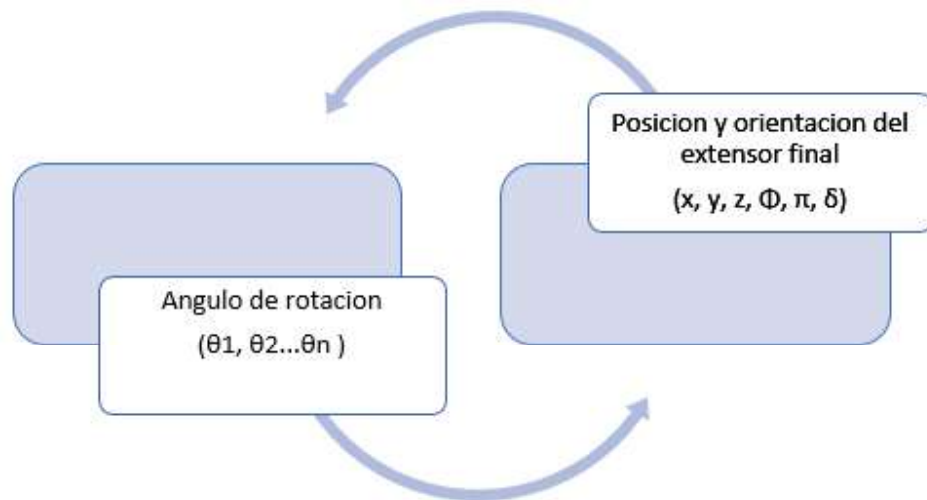 Posicion y orientacion del
extensor final
(x, y, z, Φ, π, δ)
Angulo de rotacion
(θ1, θ2...θn )